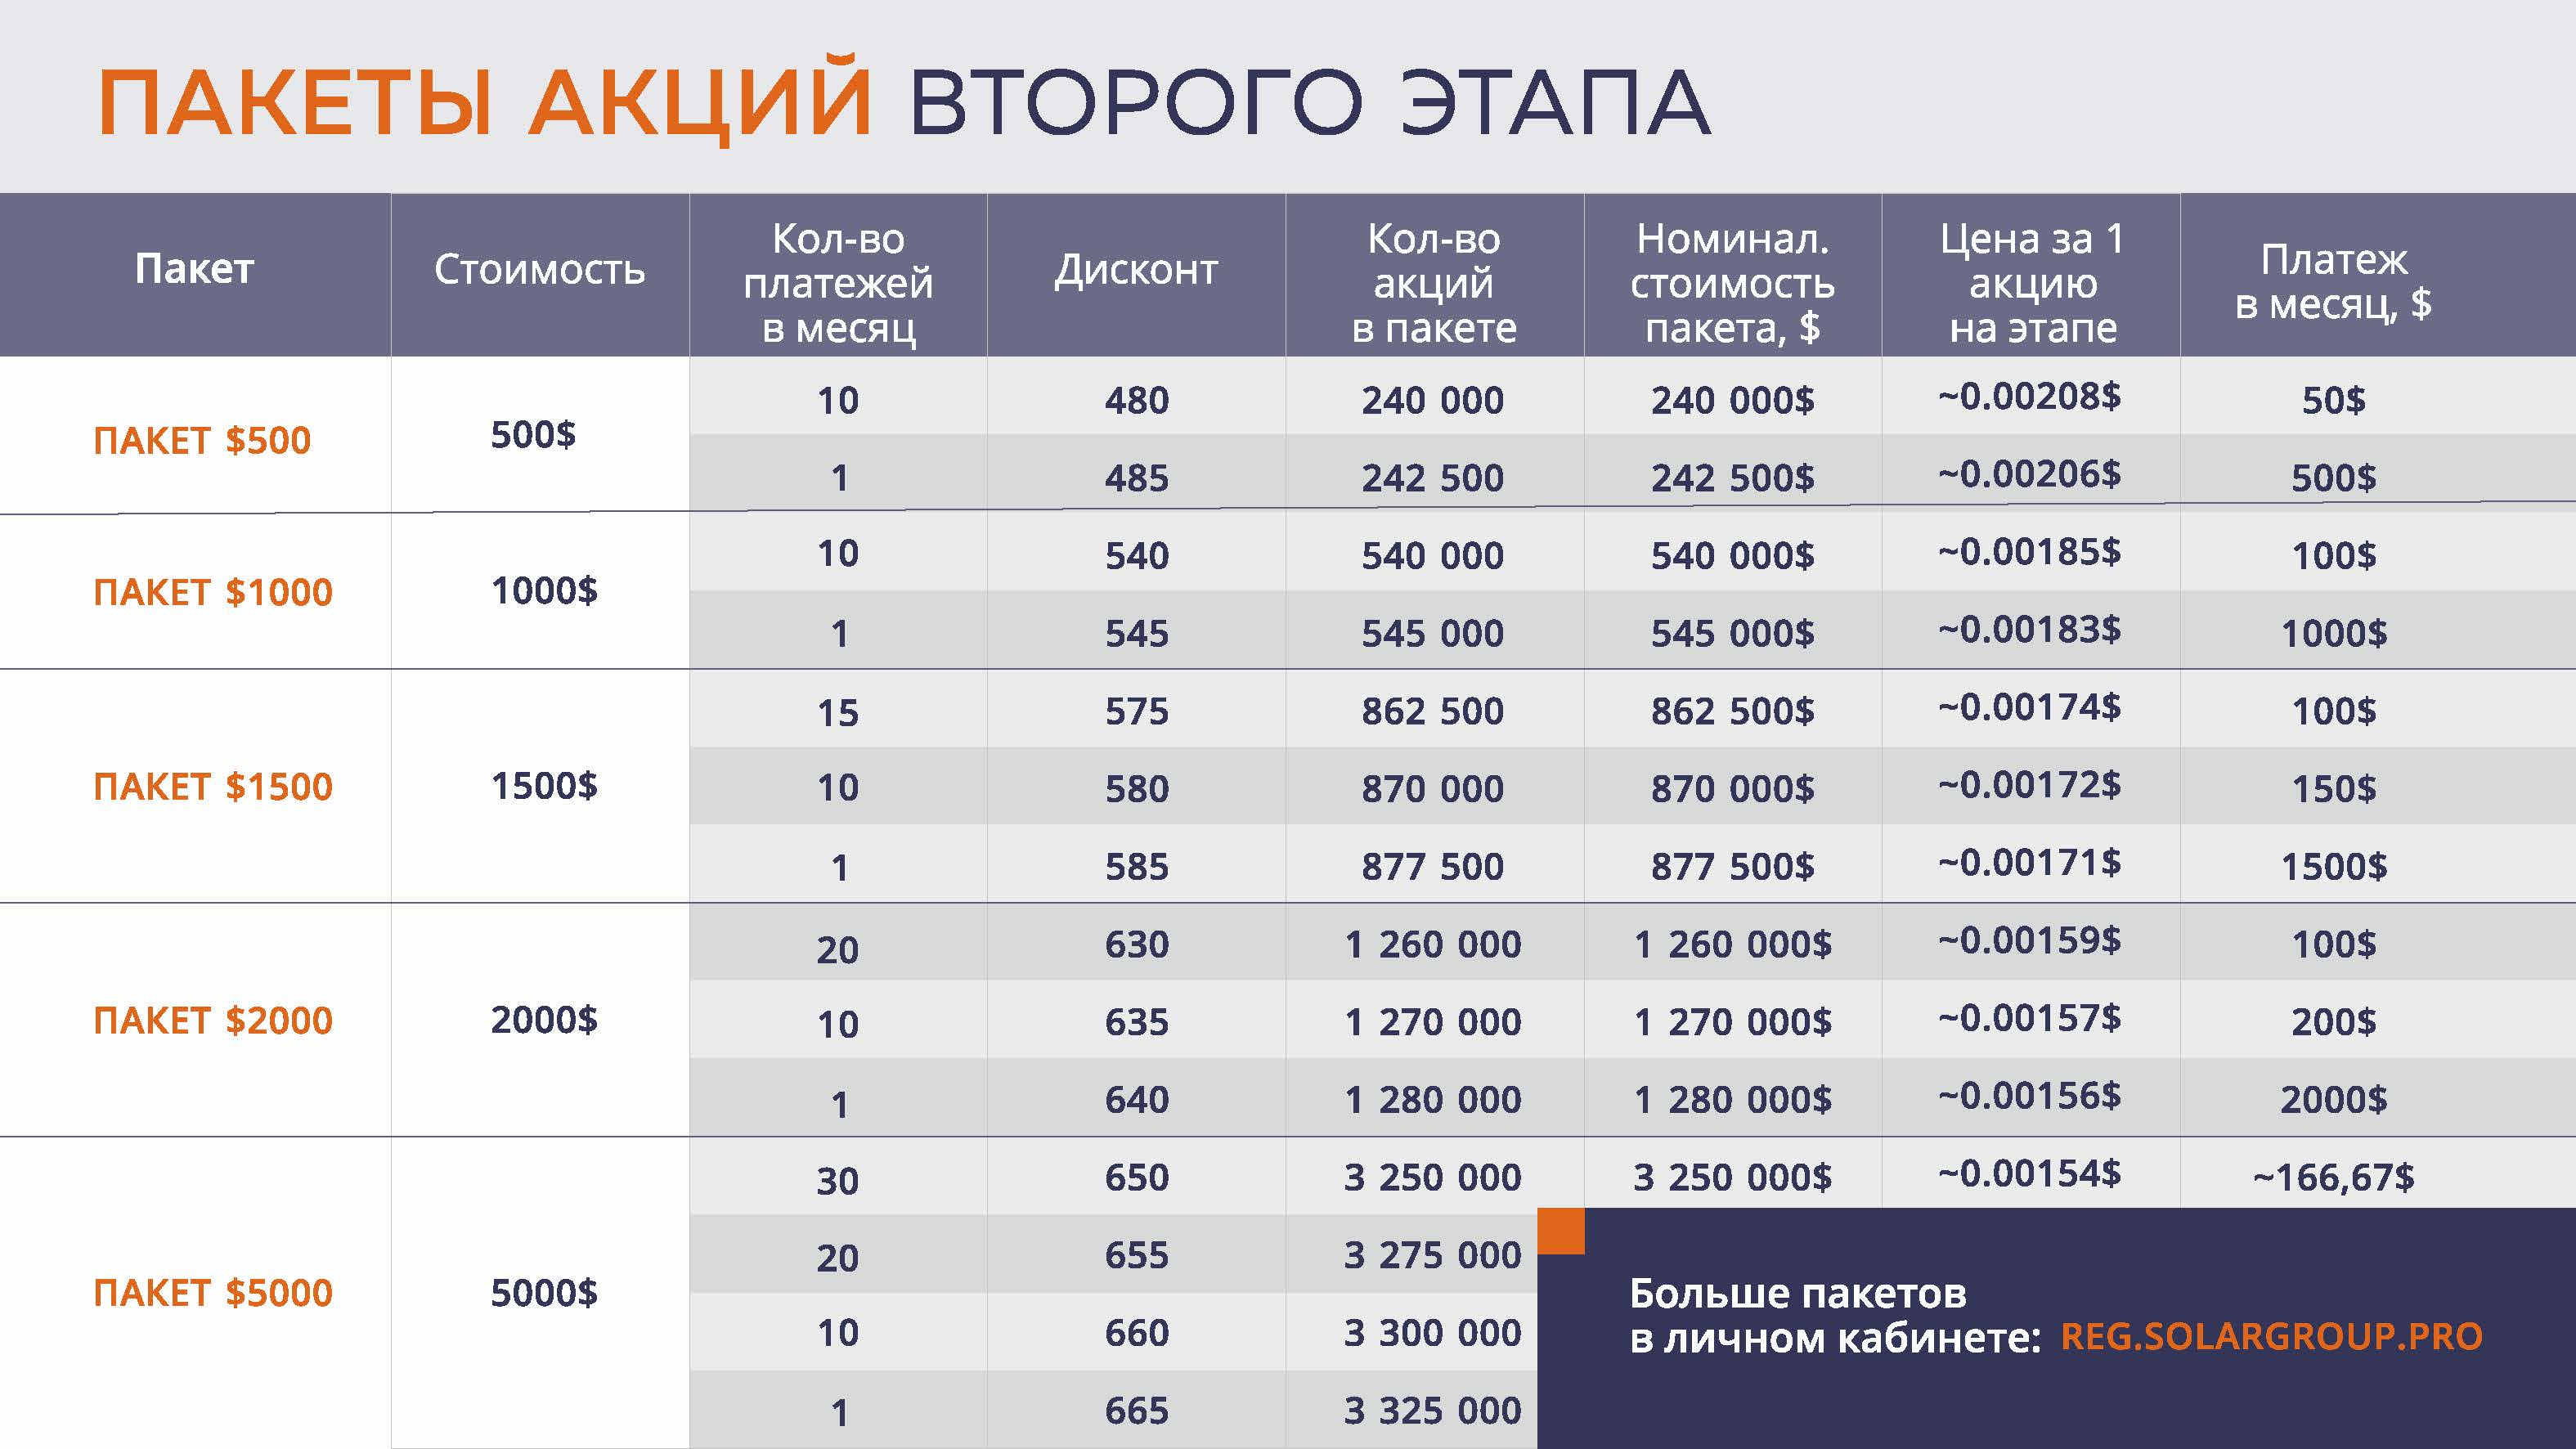 ПАКЕТЫ АКЦИЙ ВТОРОГО ЭТАПА
Пакет
Стоимость
Кол-во
платежей
в месяц
Дисконт
Кол-во
акций
в пакете
Номинал.
стоимость
пакета, $
Цена за 1
акцию
на этапе
Платеж
в месяц, $
ПАКЕТ $500
500$
10 480 240 000 240 000$ ~0.00208$ 50$
1 485 242 500 242 500$ ~0.00206$ 500$
ПАКЕТ $1000
1000$
10 540 540 000 540 000$ ~0.00185$ 100$
1 545 545 000 545 000$ ~0.00183$ 1000$
ПАКЕТ $1500
1500$
15 575 862 500 862 500$ ~0.00174$ 100$
10 580 870 000 870 000$ ~0.00172$ 150$
1 585 877 500 877 500$ ~0.00171$ 1500$
ПАКЕТ $2000
2000$
20 630 1 260 000 1 260 000$ ~0.00159$ 100$
10 635 1 270 000 1 270 000$ ~0.00157$ 200$
1 640 1 280 000 1 280 000$ ~0.00156$ 2000$
ПАКЕТ $5000
5000$
30 650 3 250 000 3 250 000$ ~0.00154$ ~166,67$
20 655 3 275 000
10 660 3 300 000
1 665 3 325 000
Больше пакетов
в личном кабинете: REG.SOLARGROUP.PRO